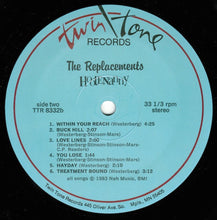 twin/tone
RECORDS
The Replacements
HOOTENANNY
side two
TTR 8332b
33 1/3 rpm
stereo
1 WITHIN YOUR REACH (Westerberg) 4:25
2 BUCK HILL 2:07
(Westerberg-Stinson-Mars)
3 LOVE LINES 2:00
(Westerberg-Stinson-Mars-
C.P. Readers)
4 YOU LOSE 1:44
(Westerberg-Stinson-Stinson-Mars)
5 HAYDAY (Westerberg) 2:10
6 TREATMENT BOUND (Westerberg) 3:12
all songs © 1983 Nah Music, BMI
Twin/Tone Records 445 Oliver Ave. So., Mpls., MN 55405